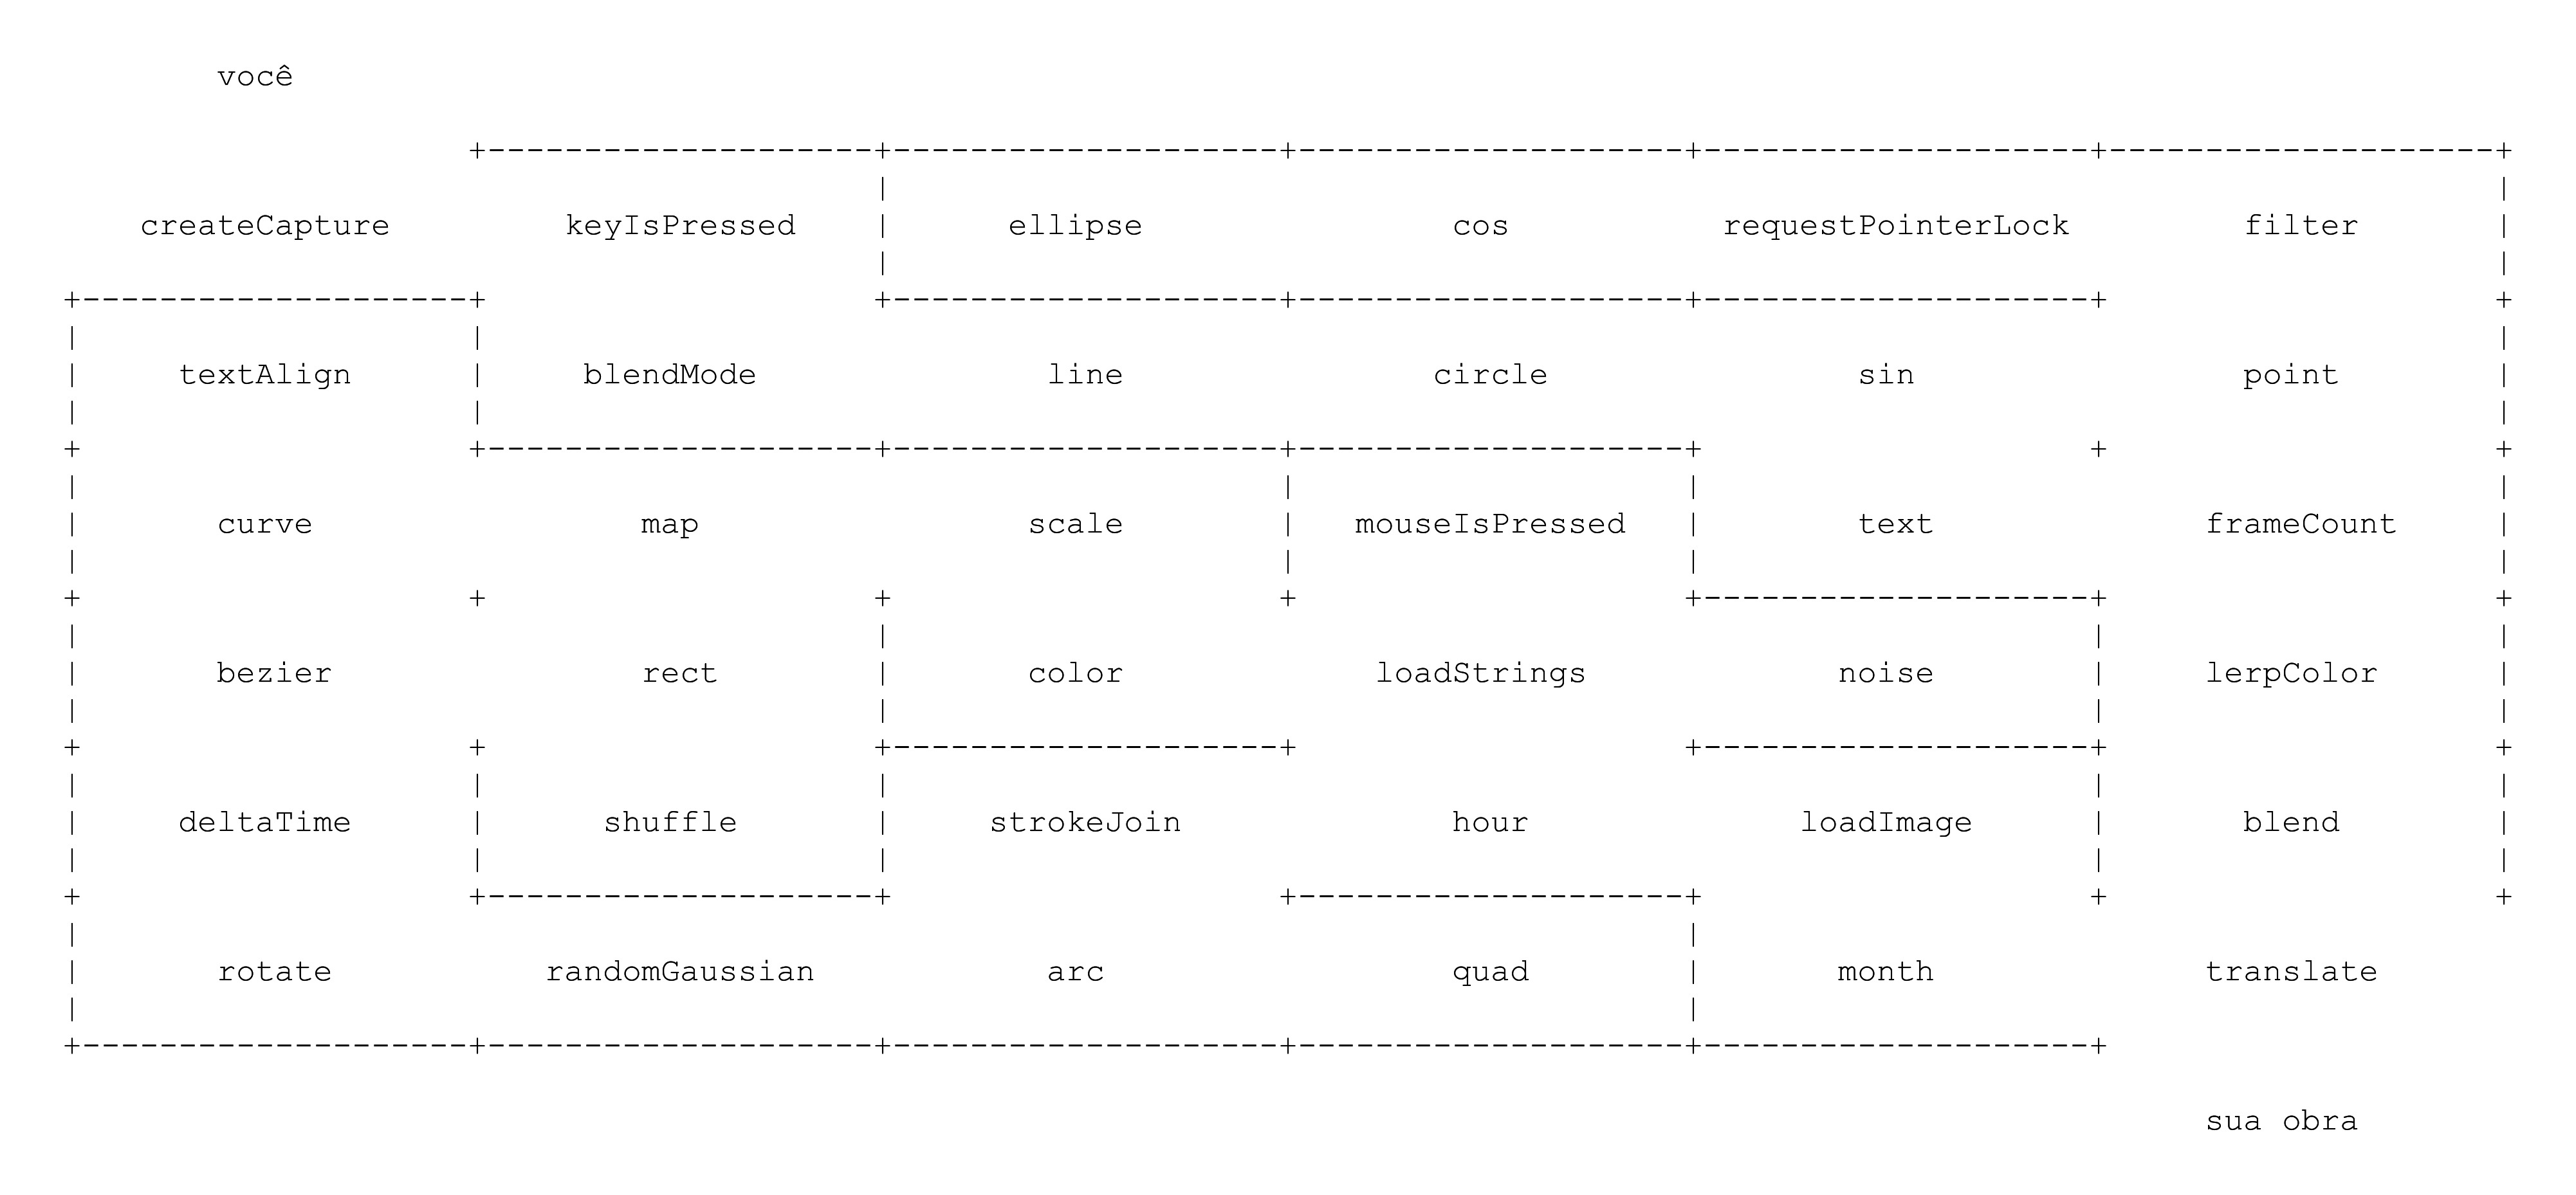 você
createCapture keyIsPressed ellipse cos requestPointerLock filter
textAlign blendMode line circle sin point
curve map scale mouseIsPressed text frameCount
bezier rect color loadStrings noise lerpColor
deltaTime shuffle strokeJoin hour loadImage blend
rotate randomGaussian arc quad month translate
sua obra